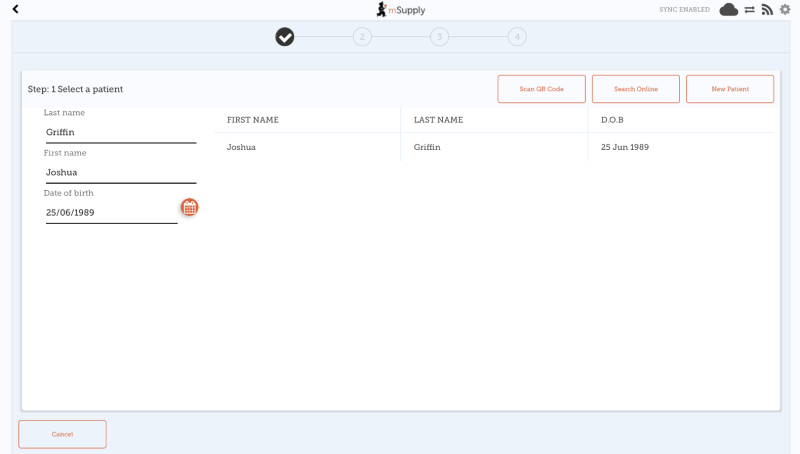 mSupply
SYNC ENABLED
2
3
4
Step: 1 Select a patient
Scan QR Code
Search Online
New Patient
Last name
Griffin
First name
Joshua
Date of birth
25/06/1989
FIRST NAME LAST NAME D.O.B
Joshua Griffin 25 Jun 1989
Cancel